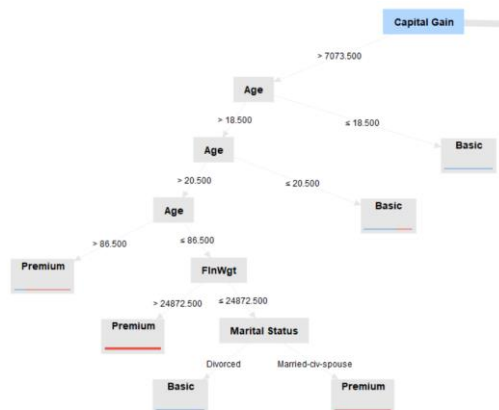 Capital Gain
> 7073.500
Age
> 18.500
≤ 18.500
Age
Basic
> 20.500
≤ 20.500
Age
Basic
> 86.500
≤ 86.500
Premium
FlnWgt
> 24872.500
≤ 24872.500
Premium
Marital Status
Divorced
Married-civ-spouse
Basic
Premium